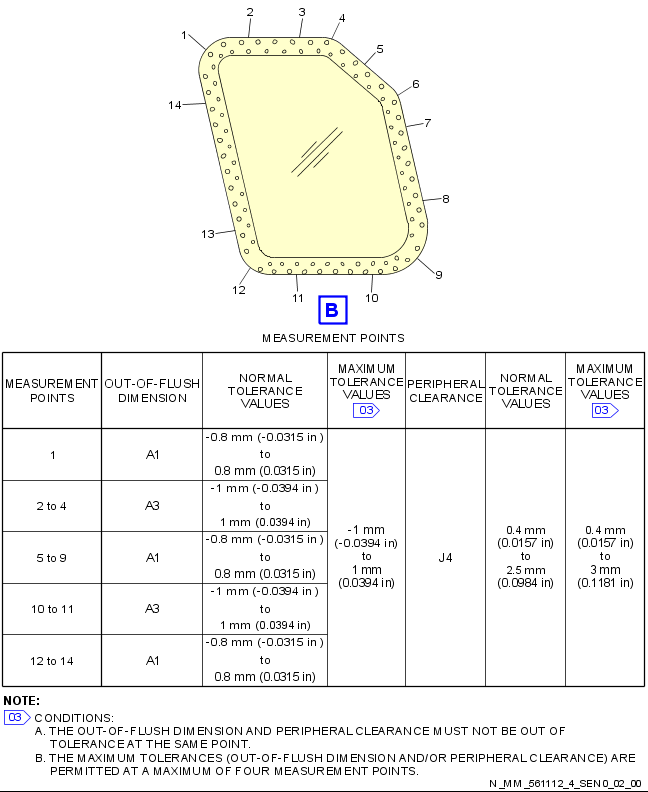 1
2
3
4
5
6
7
8
9
10
11
12
13
14
B
MEASUREMENT POINTS
MEASUREMENT POINTS
OUT-OF-FLUSH DIMENSION
NORMAL TOLERANCE VALUES
MAXIMUM TOLERANCE VALUES 03
PERIPHERAL CLEARANCE
NORMAL TOLERANCE VALUES
MAXIMUM TOLERANCE VALUES 03
1
A1
-0.8 mm (-0.0315 in )
to
0.8 mm (0.0315 in)
2 to 4
A3
-1 mm (-0.0394 in )
to
1 mm (0.0394 in)
5 to 9
A1
-0.8 mm (-0.0315 in )
to
0.8 mm (0.0315 in)
10 to 11
A3
-1 mm (-0.0394 in )
to
1 mm (0.0394 in)
12 to 14
A1
-0.8 mm (-0.0315 in )
to
0.8 mm (0.0315 in)
-1 mm
(-0.0394 in)
to
1 mm
(0.0394 in)
J4
0.4 mm
(0.0157 in)
to
2.5 mm
(0.0984 in)
0.4 mm
(0.0157 in)
to
3 mm
(0.1181 in)
NOTE:
03 CONDITIONS:
A. THE OUT-OF-FLUSH DIMENSION AND PERIPHERAL CLEARANCE MUST NOT BE OUT OF
TOLERANCE AT THE SAME POINT.
B. THE MAXIMUM TOLERANCES (OUT-OF-FLUSH DIMENSION AND/OR PERIPHERAL CLEARANCE) ARE
PERMITTED AT A MAXIMUM OF FOUR MEASUREMENT POINTS.
N_MM_561112_4_SEN0_02_00